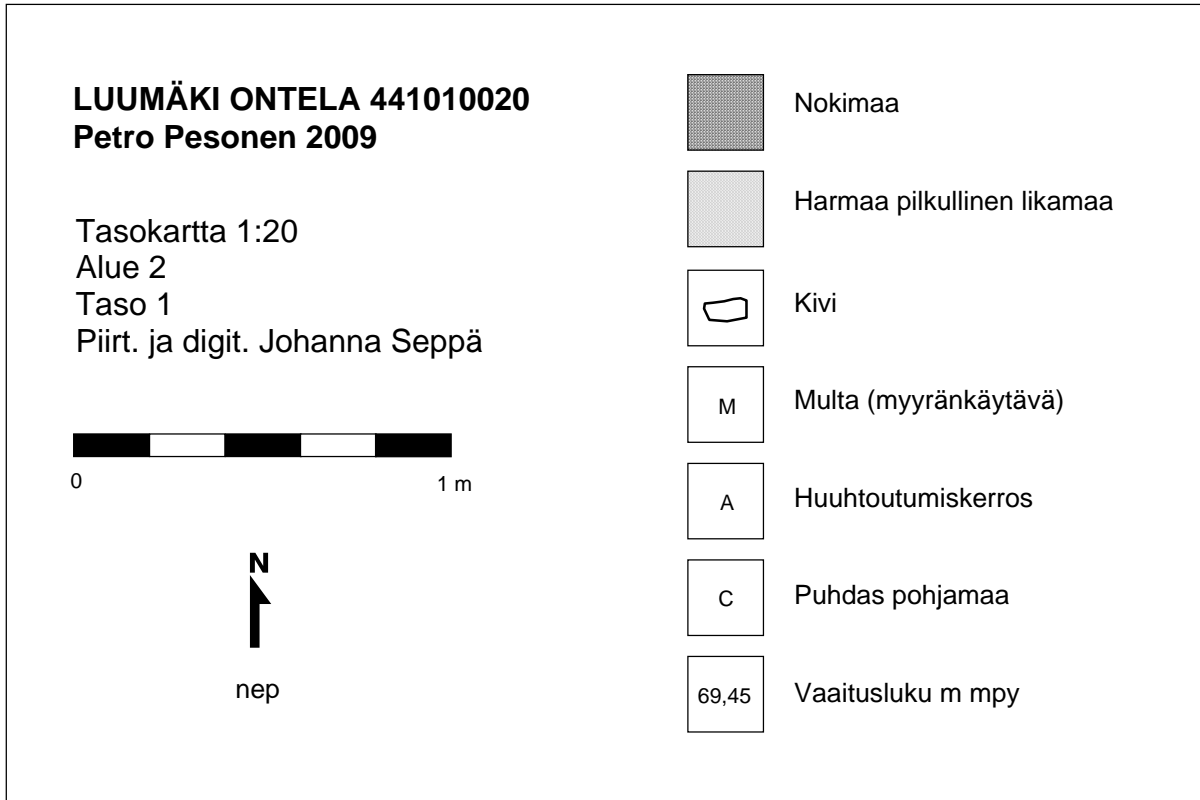 LUUMÄKI ONTELA 441010020
Petro Pesonen 2009
Tasokartta 1:20
Alue 2
Taso 1
Piirt. ja digit. Johanna Seppä
0
1 m
N
nep
Nokimaa
Harmaa pilkullinen likamaa
Kivi
M Multa (myyränkäytävä)
A Huuhtoutumiskerros
C Puhdas pohjamaa
69,45 Vaaitusluku m mpy